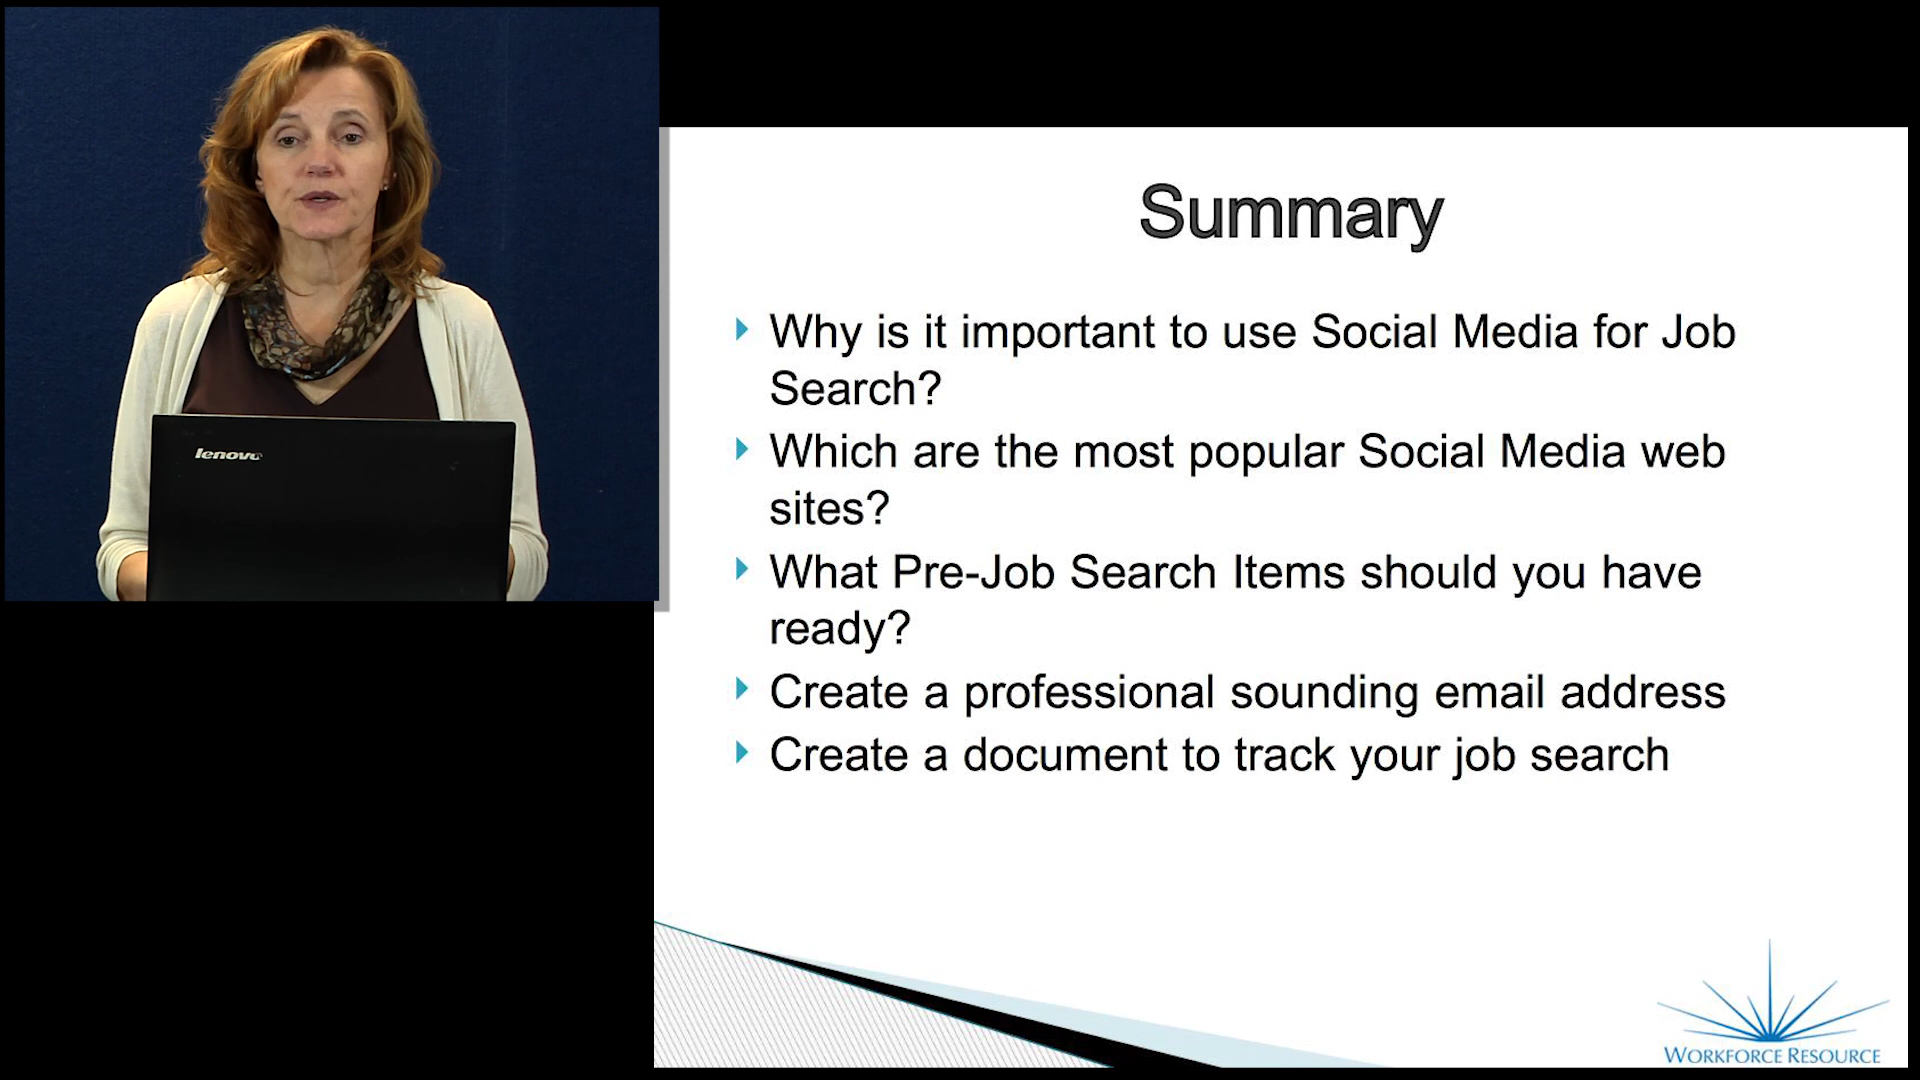 lenovo
Summary
Why is it important to use Social Media for Job
Search?
Which are the most popular Social Media web
sites?
What Pre-Job Search Items should you have
ready?
Create a professional sounding email address
Create a document to track your job search
WORKFORCE RESOURCE